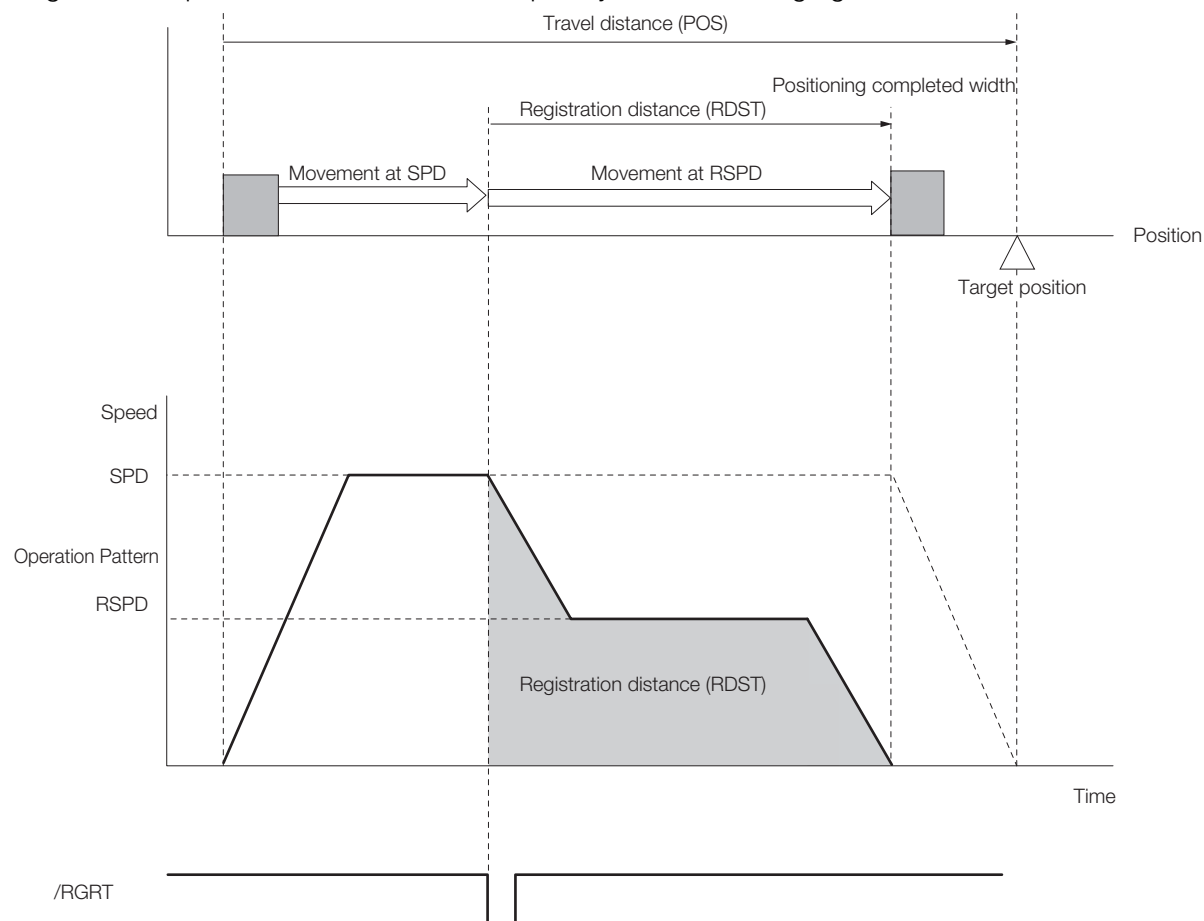 Travel distance (POS)
Positioning completed width
Registration distance (RDST)
Movement at SPD
Movement at RSPD
Position
Target position
Speed
SPD
Operation Pattern
RSPD
Registration distance (RDST)
Time
/RGRT